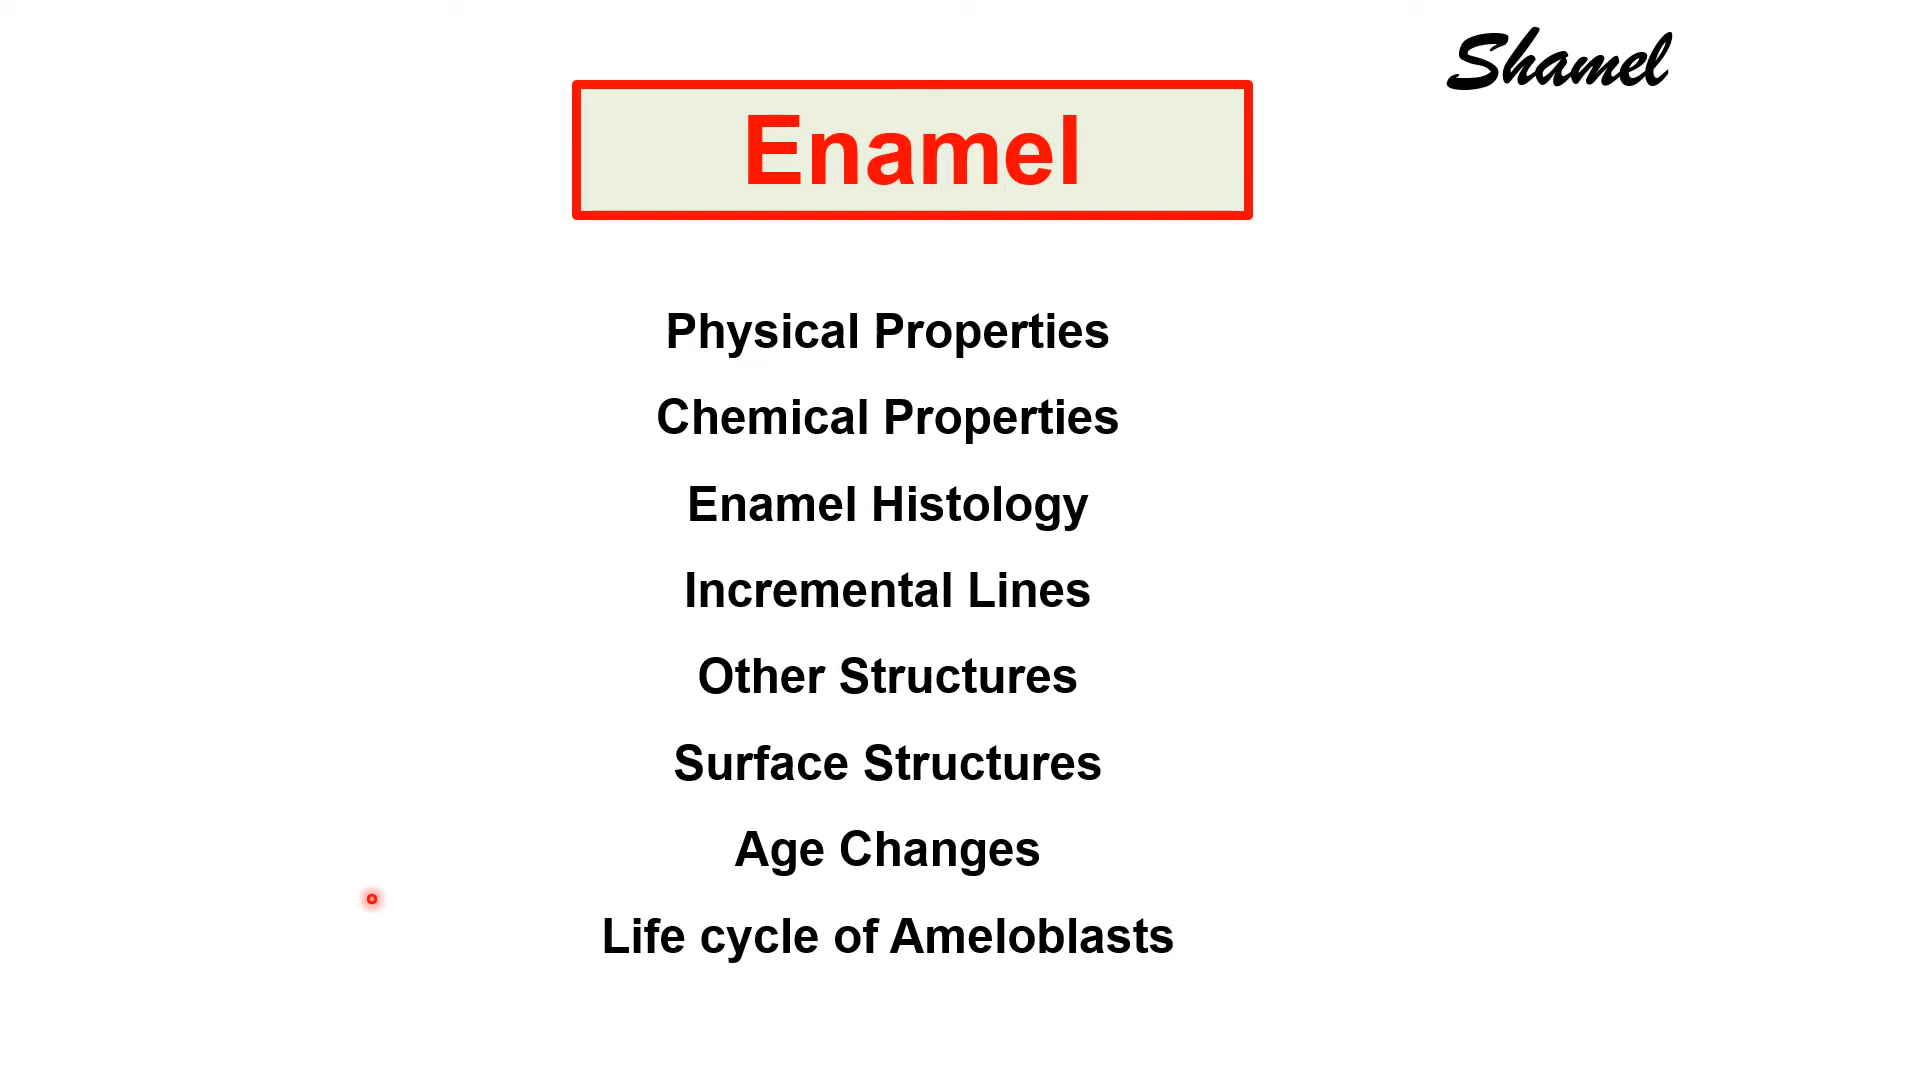 Shamel
Enamel
Physical Properties
Chemical Properties
Enamel Histology
Incremental Lines
Other Structures
Surface Structures
Age Changes
Life cycle of Ameloblasts